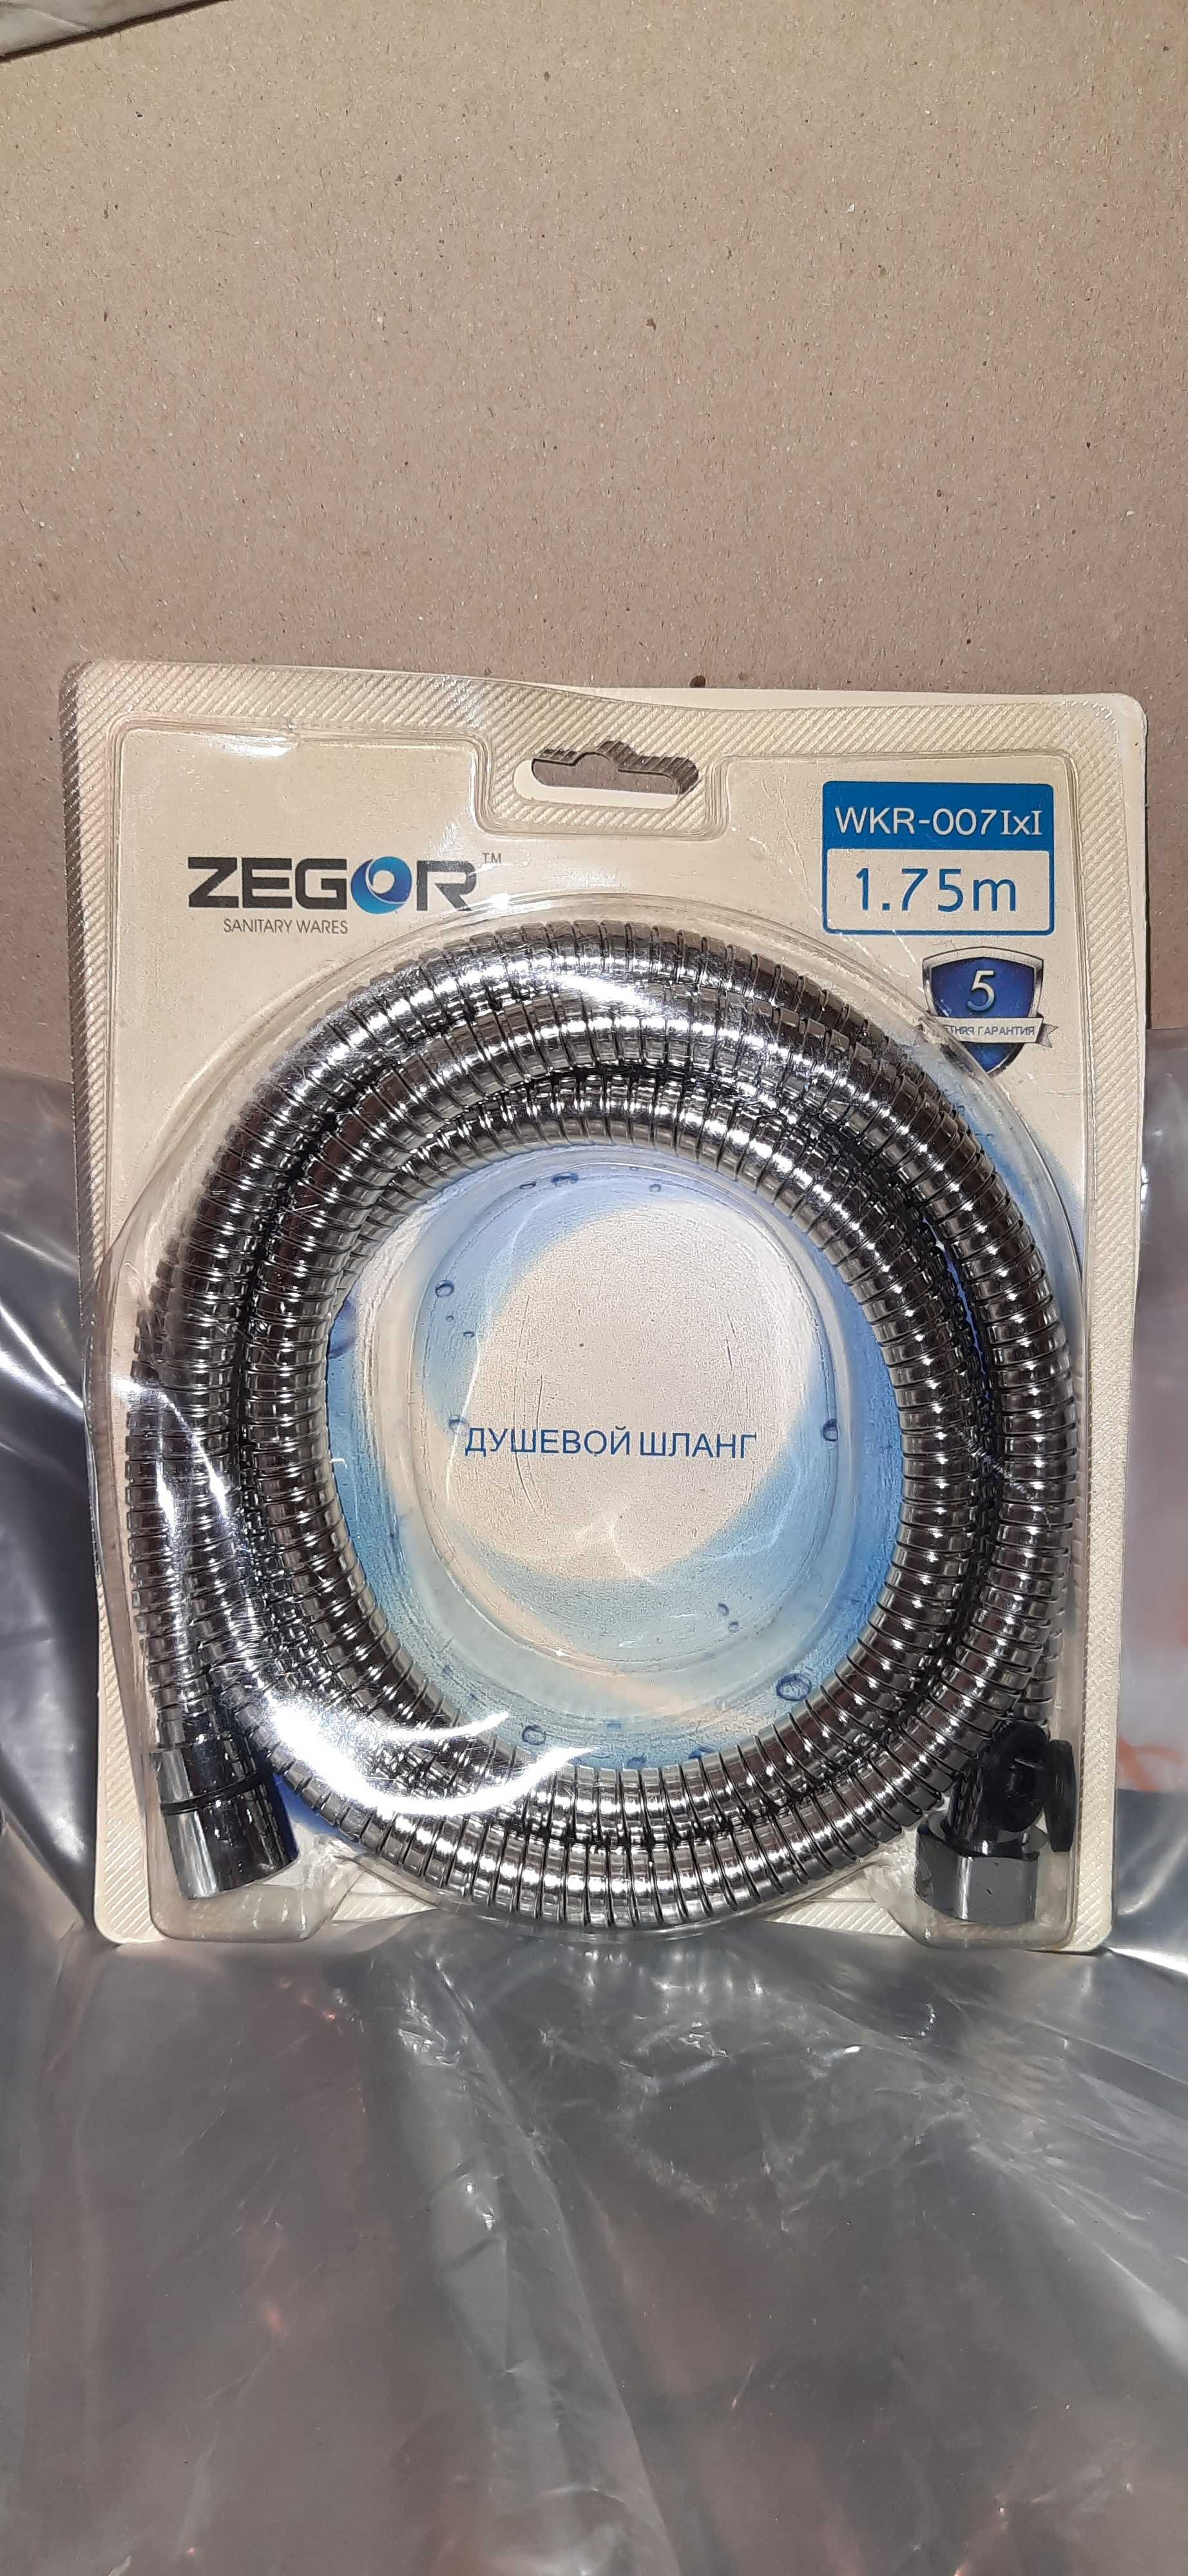 ZEGOR™
SANITARY WARES
WKR-007IxI
1.75m
5
ГАРАНТИЯ
ДУШЕВОЙ ШЛАНГ